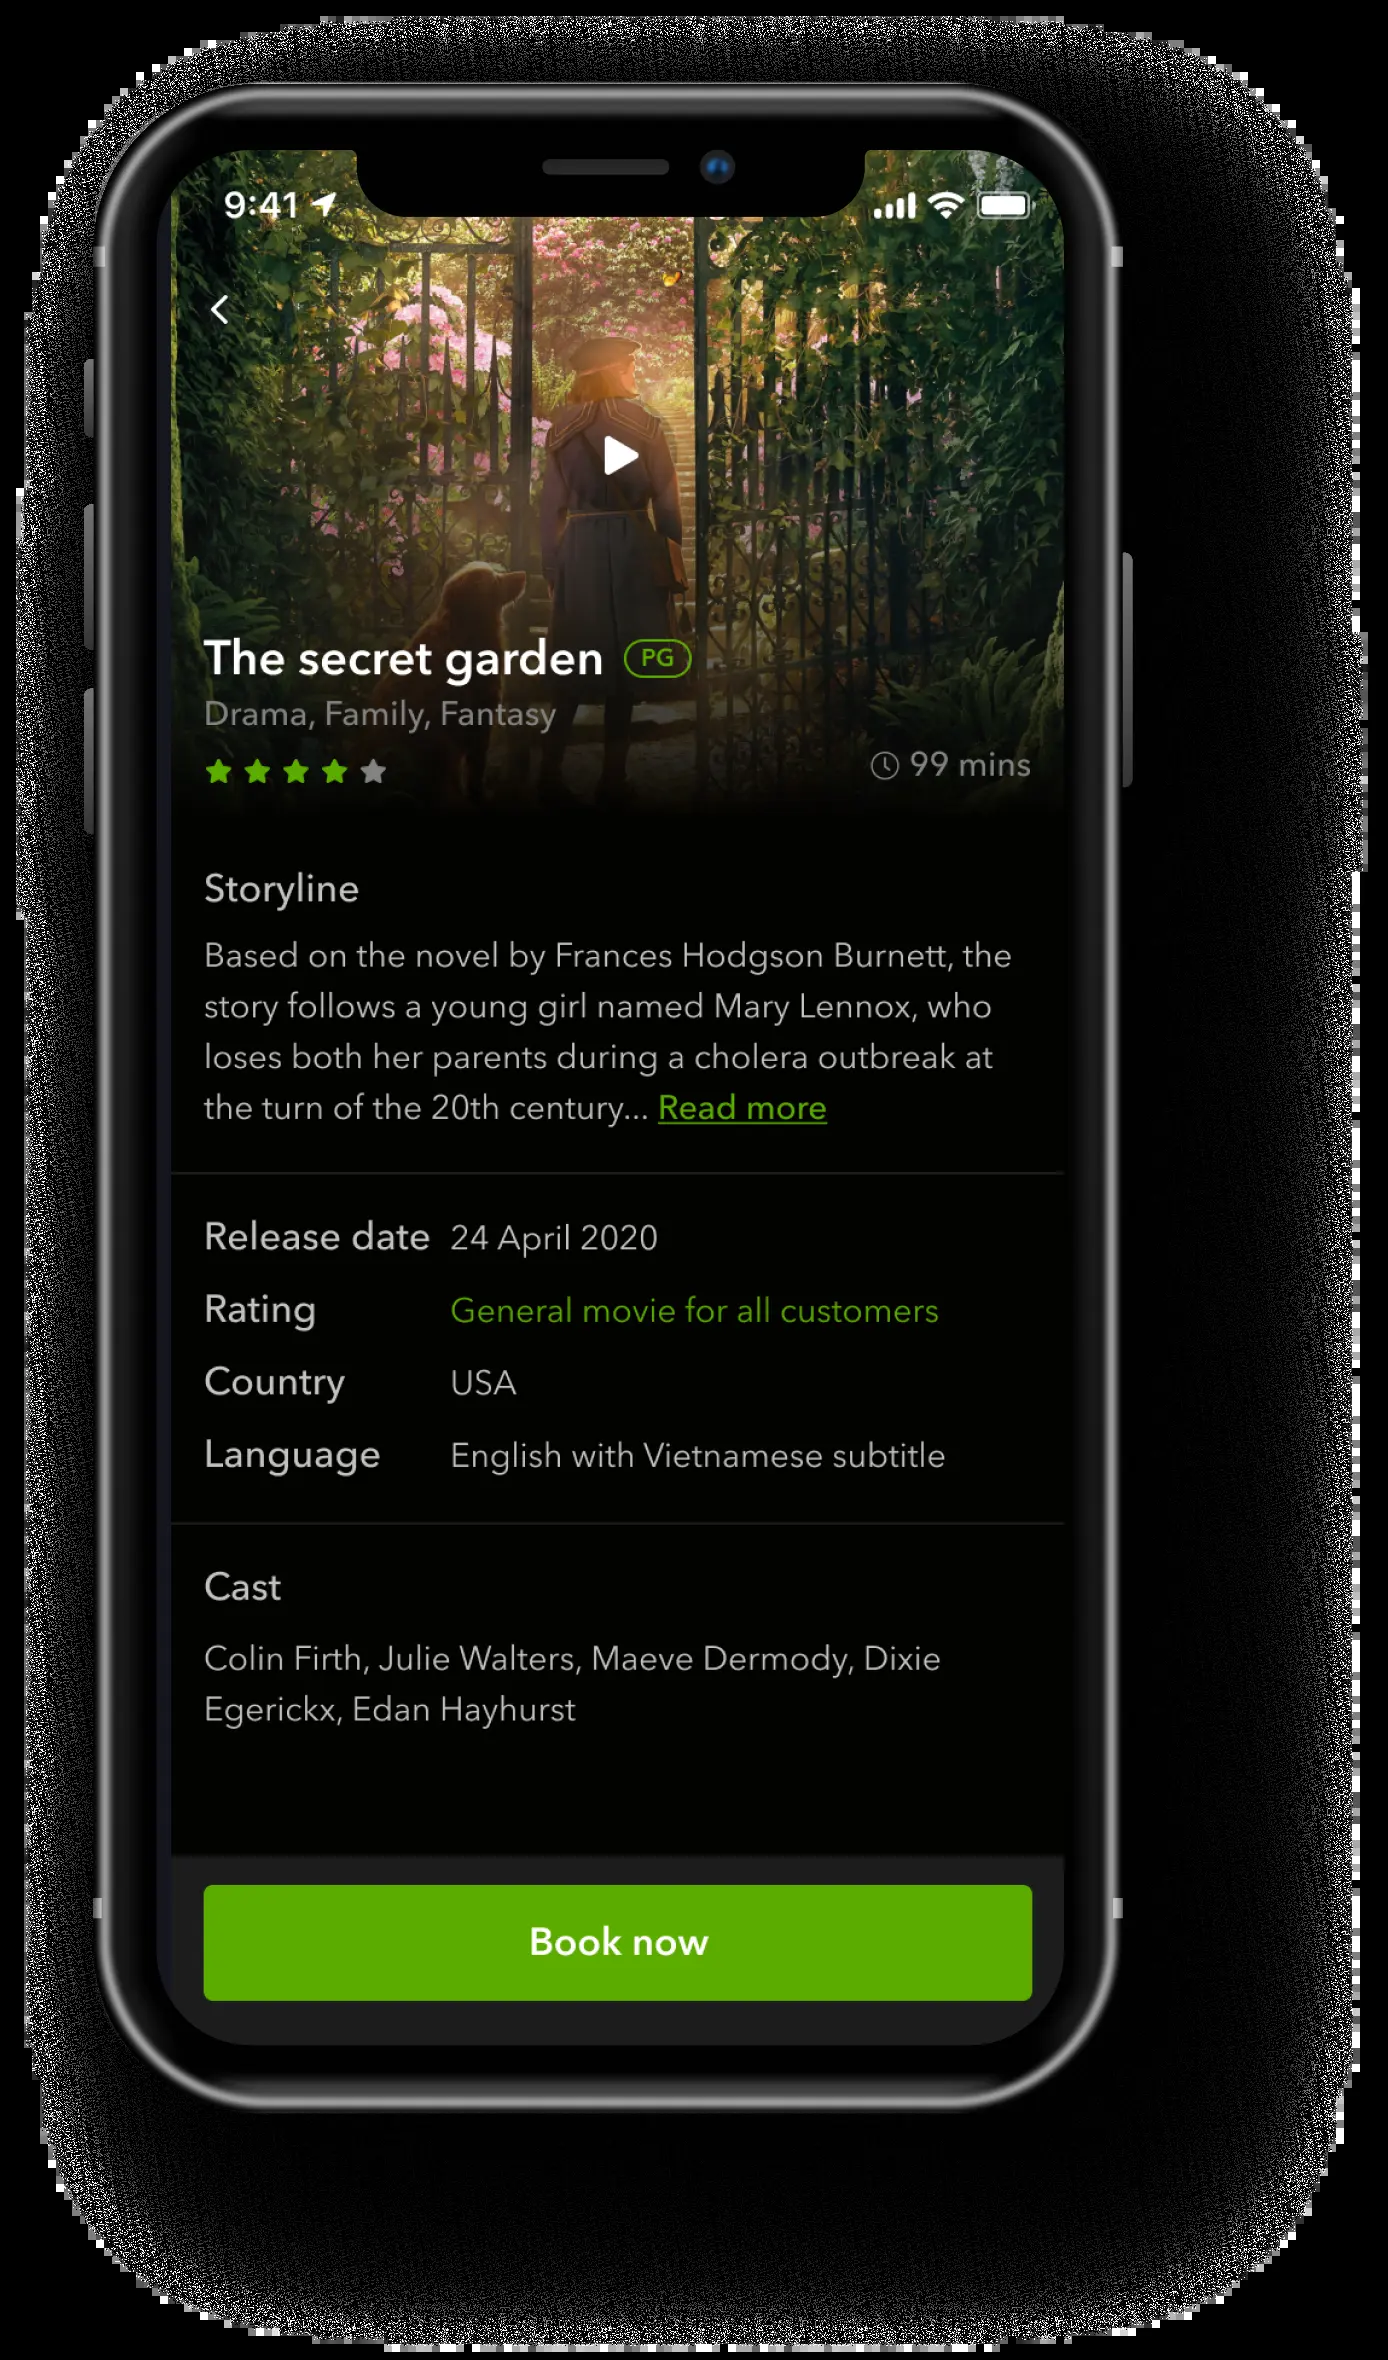 9:41
The secret garden PG
Drama, Family, Fantasy
99 mins
Storyline
Based on the novel by Frances Hodgson Burnett, the
story follows a young girl named Mary Lennox, who
loses both her parents during a cholera outbreak at
the turn of the 20th century... Read more
Release date 24 April 2020
Rating General movie for all customers
Country USA
Language English with Vietnamese subtitle
Cast
Colin Firth, Julie Walters, Maeve Dermody, Dixie
Egerickx, Edan Hayhurst
Book now